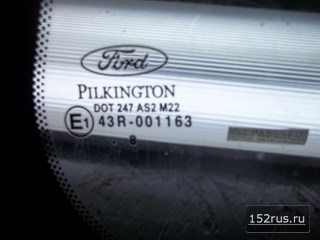 Ford
PILKINGTON
DOT 247 AS2 M22
E1 43R-001163
8
152rus.ru